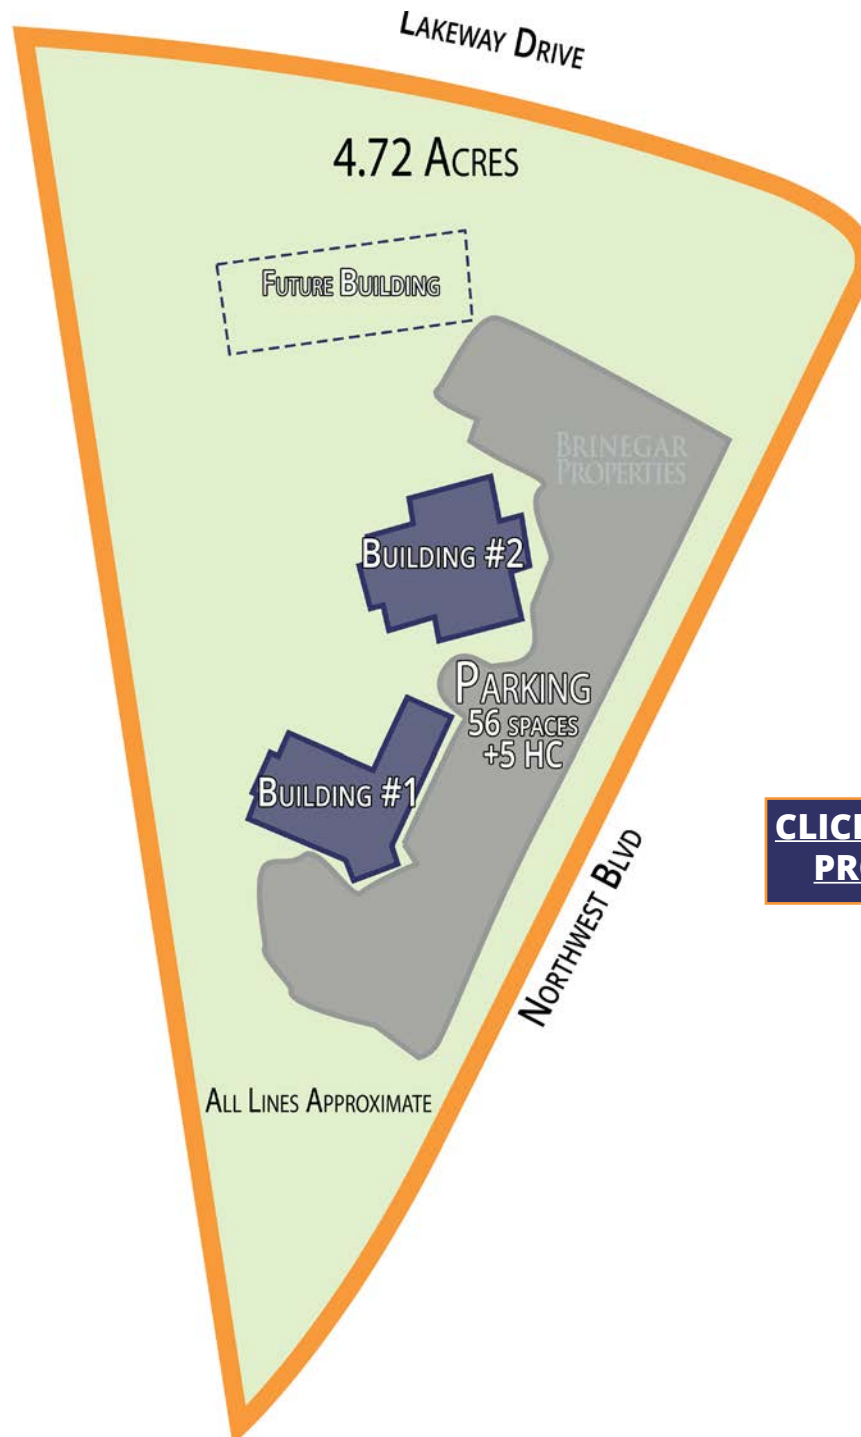 Lakeway Drive
4.72 Acres
Future Building
Brinegar
Properties
Building #2
Parking
56 spaces
+5 HC
Building #1
Northwest Blvd
All Lines Approximate